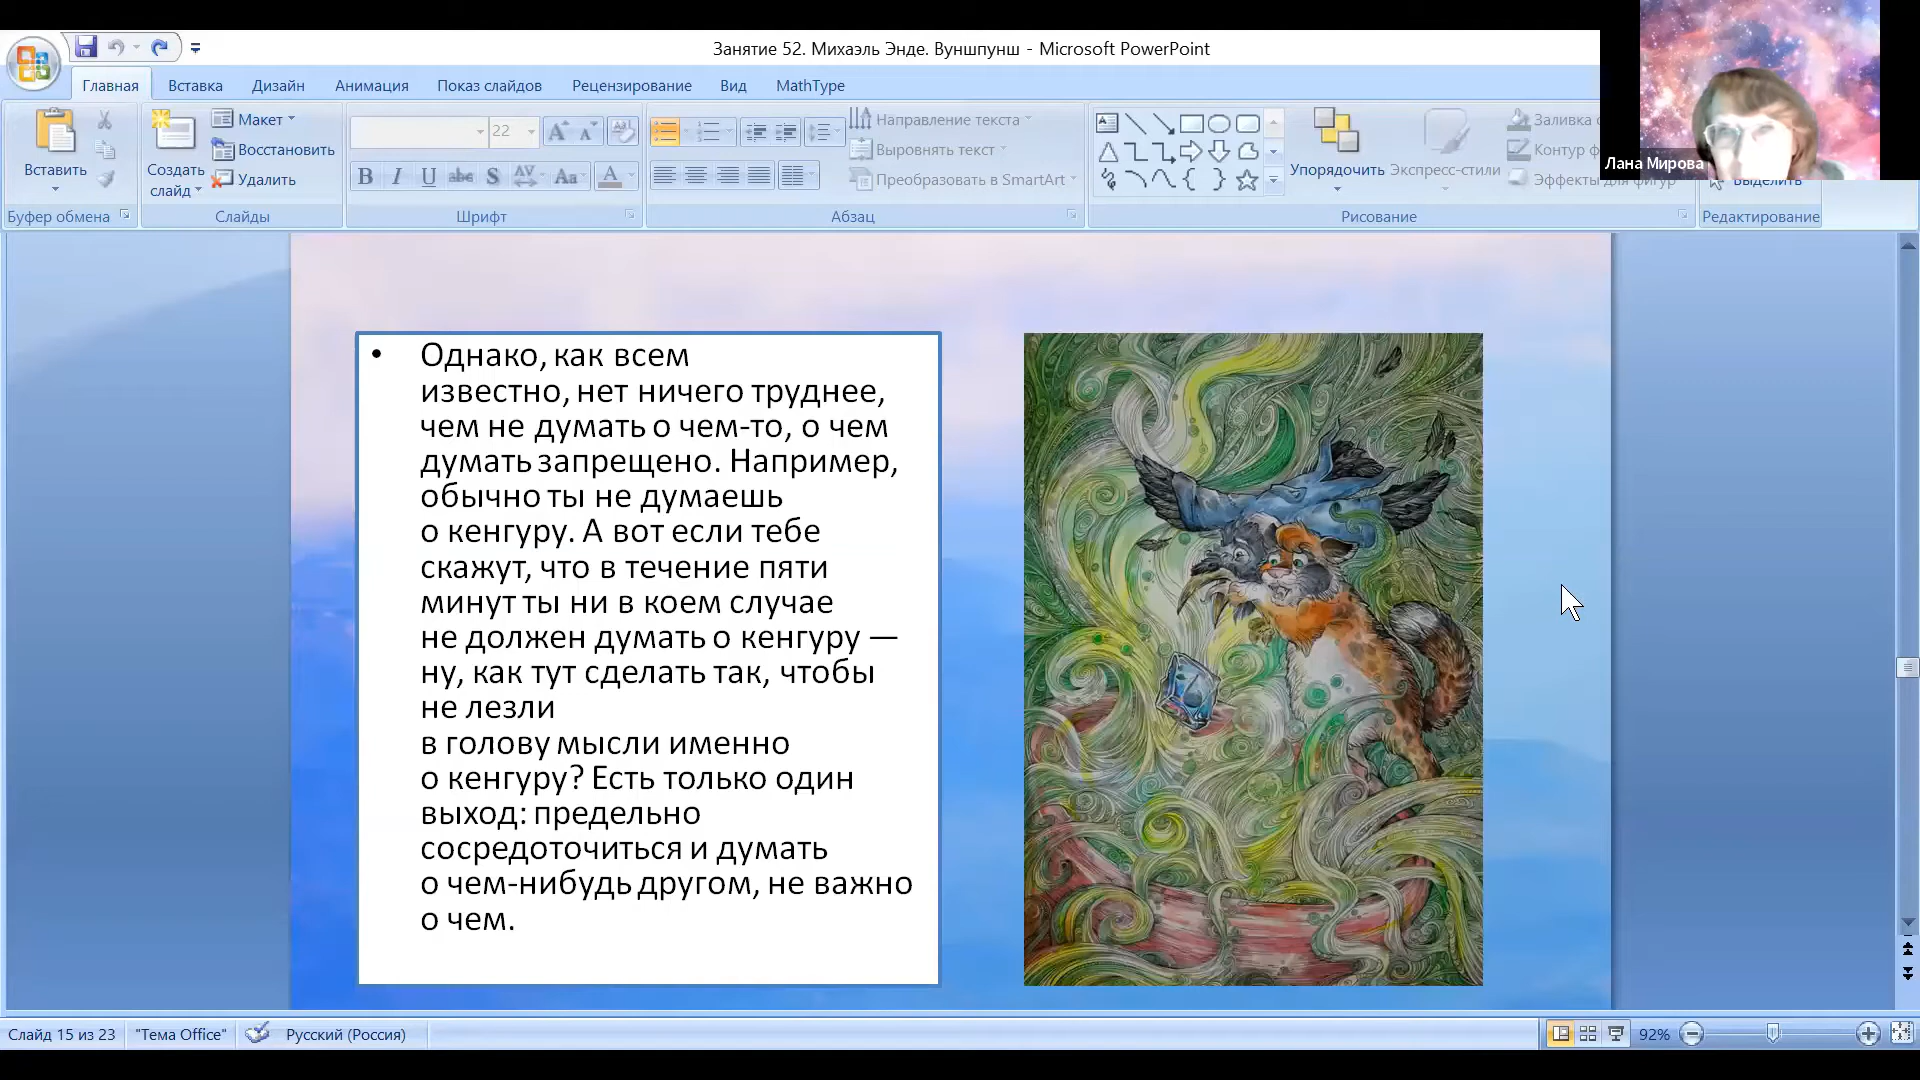 Занятие 52. Михаэль Энде. Вуншпунш - Microsoft PowerPoint
Главная Вставка Дизайн Анимация Показ слайдов Рецензирование Вид MathType
Вставить
Буфер обмена
Создать слайд
Макет
Восстановить
Удалить
Слайды
22
Шрифт
Направление текста
Выровнять текст
Преобразовать в SmartArt
Абзац
Упорядочить
Экспресс-стили
Заливка
Контур
Эффекты для фигур
Рисование
Выделить
Редактирование
Лана Мирова
• Однако, как всем
известно, нет ничего труднее,
чем не думать о чем-то, о чем
думать запрещено. Например,
обычно ты не думаешь
о кенгуру. А вот если тебе
скажут, что в течение пяти
минут ты ни в коем случае
не должен думать о кенгуру —
ну, как тут сделать так, чтобы
не лезли
в голову мысли именно
о кенгуру? Есть только один
выход: предельно
сосредоточиться и думать
о чем-нибудь другом, не важно
о чем.
Слайд 15 из 23 "Тема Office" Русский (Россия) 92%